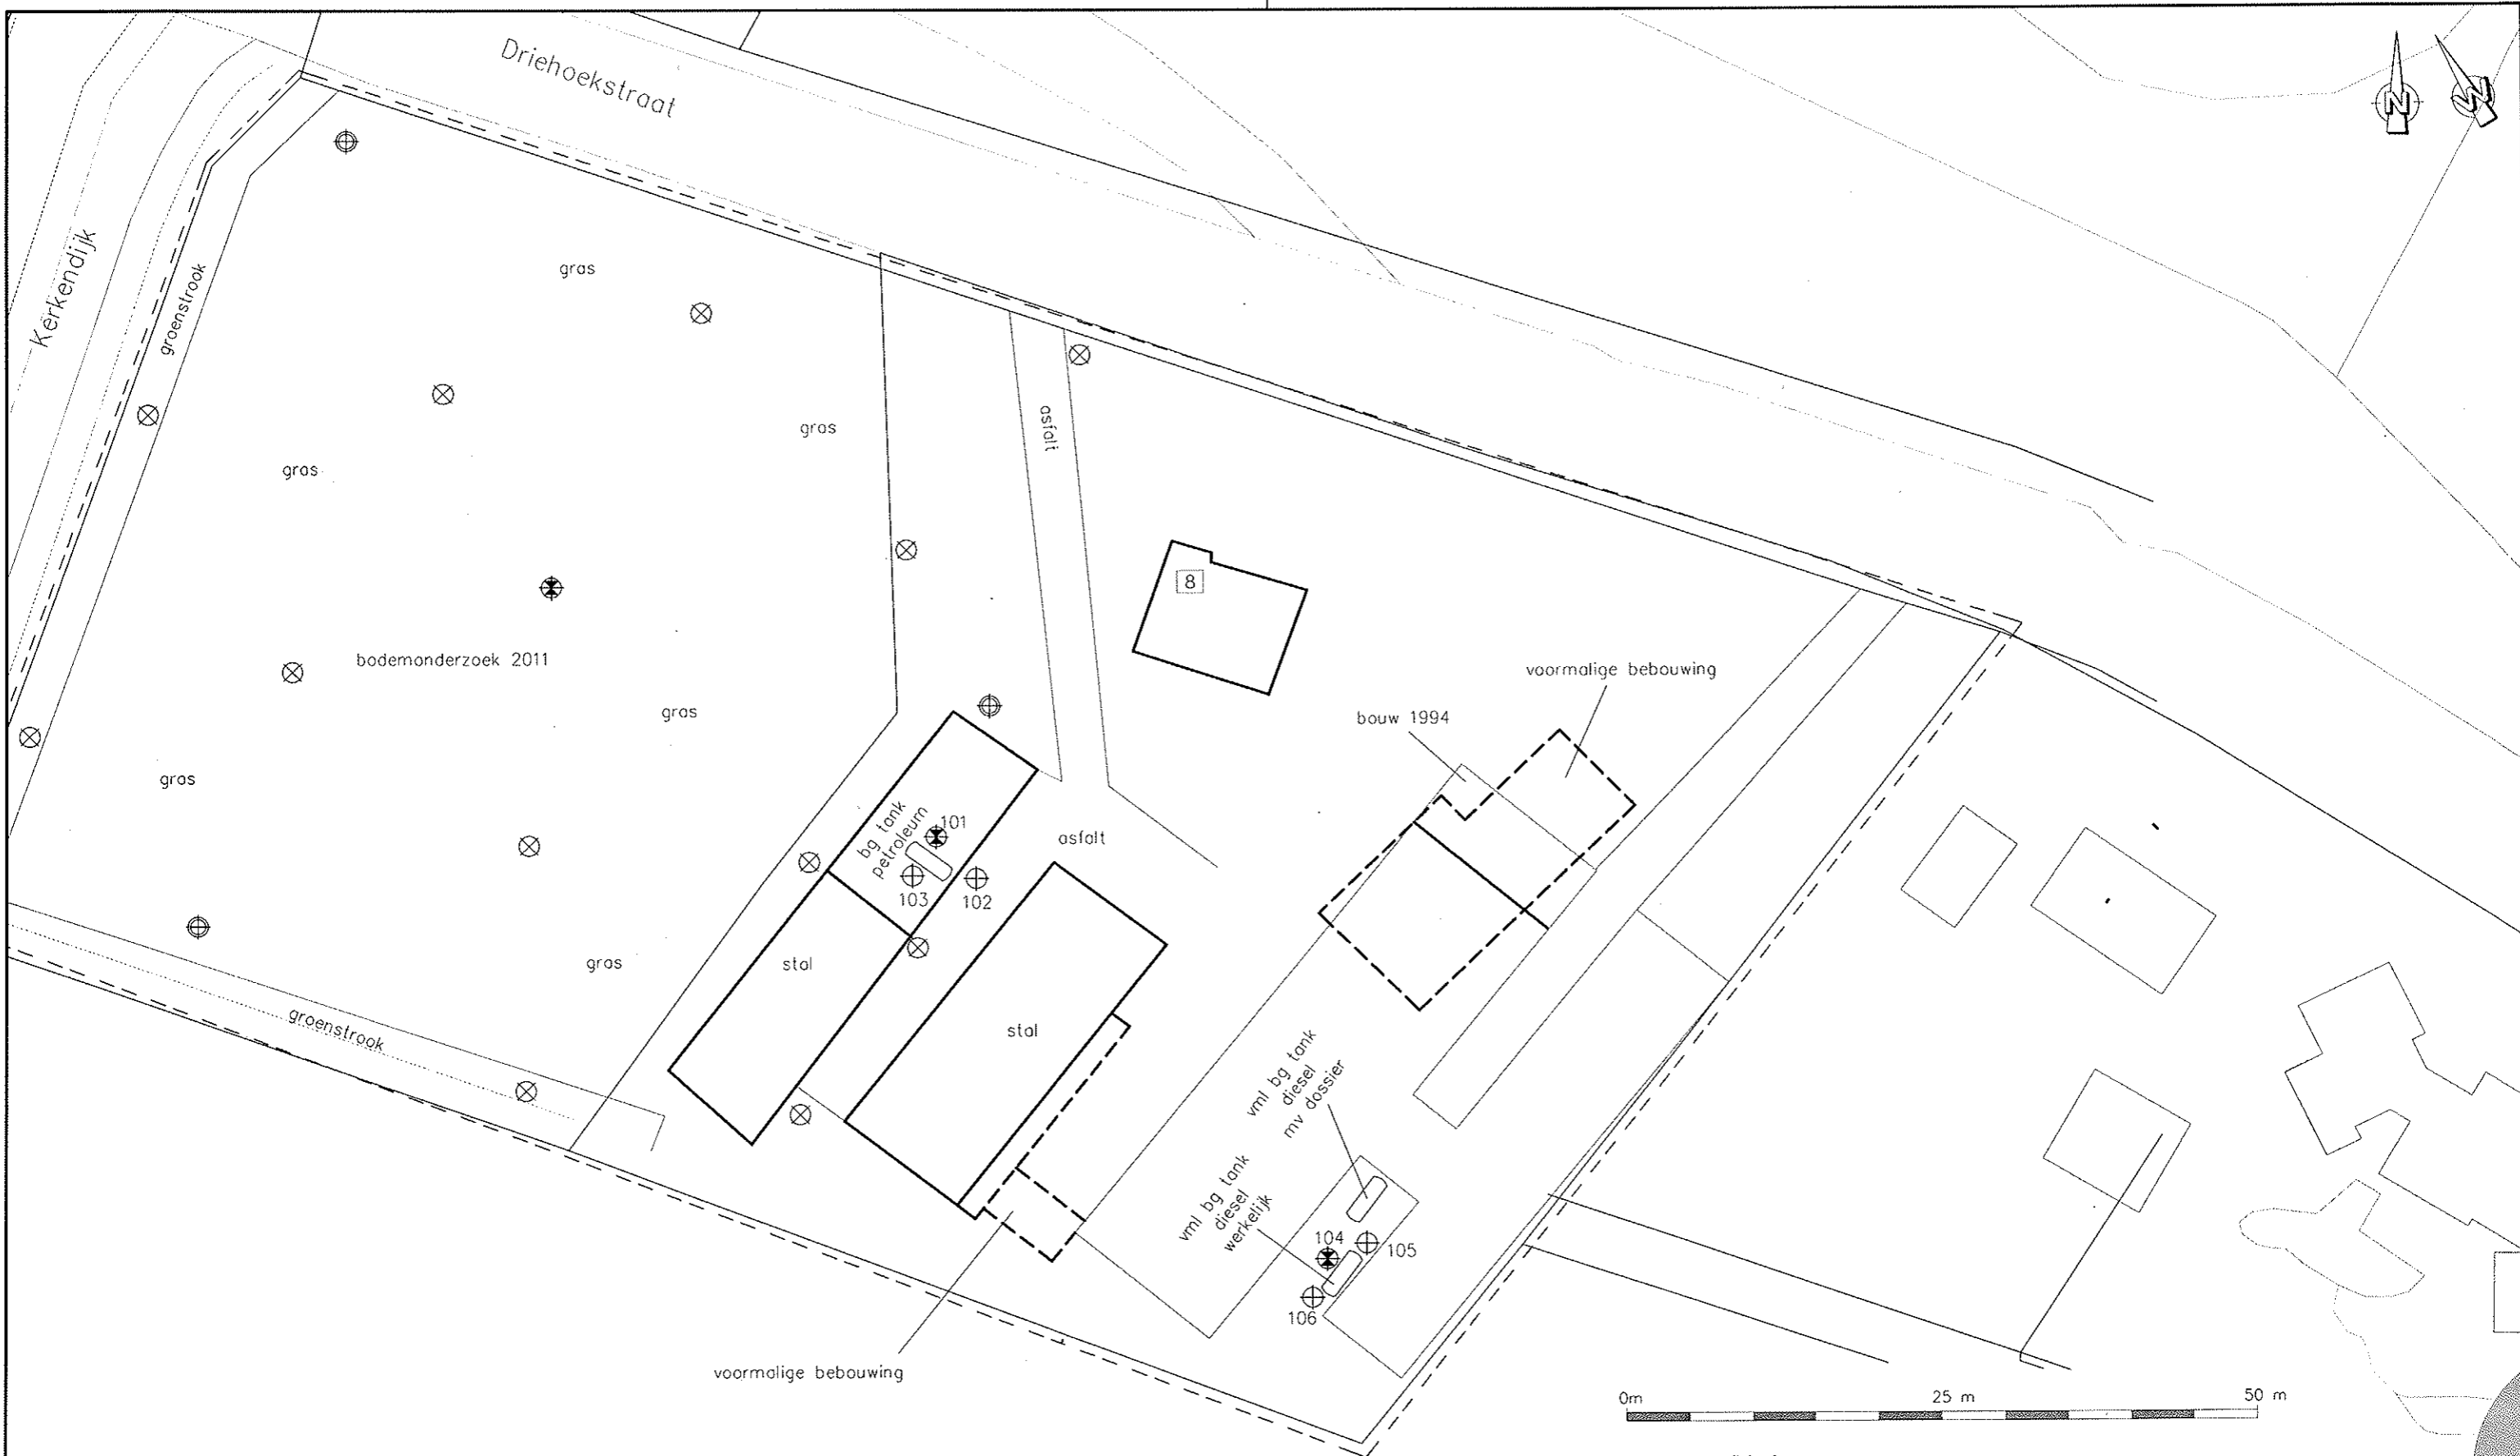 Driehoekstraat
N
W
Kerkendijk
groenstrook
gras
gras
asfalt
gras
8
bodemonderzoek 2011
voormalige bebouwing
gras
bouw 1994
gras
bg tank
petroleum
101
asfalt
103
102
gras
stal
groenstrook
stal
vml bg tank
diesel
mv dossier
vml bg tank
diesel
werkelijk
104
105
106
voormalige bebouwing
0m
25 m
50 m